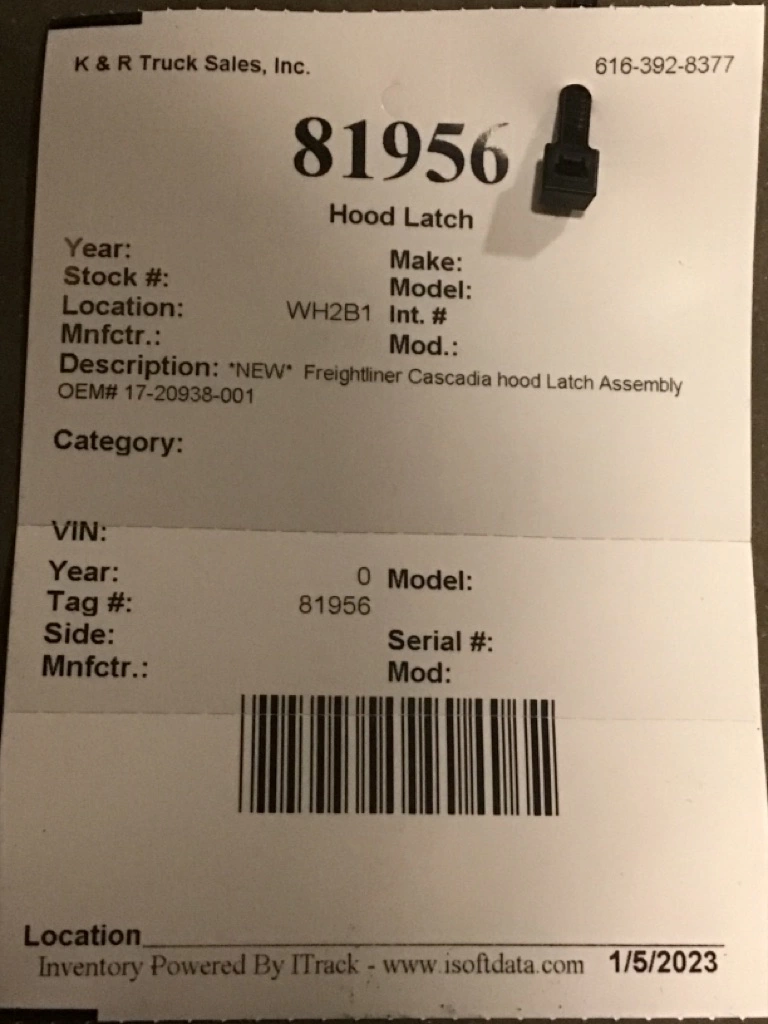 K & R Truck Sales, Inc. 616-392-8377
81956
Hood Latch
Year: Make:
Stock #: Model:
Location: WH2B1 Int. #
Mnfctr.: Mod.:
Description: *NEW* Freightliner Cascadia hood Latch Assembly
OEM# 17-20938-001
Category:
VIN:
Year: 0 Model:
Tag #: 81956
Side: Serial #:
Mnfctr.: Mod:
Location
Inventory Powered By ITrack - www.isoftdata.com 1/5/2023